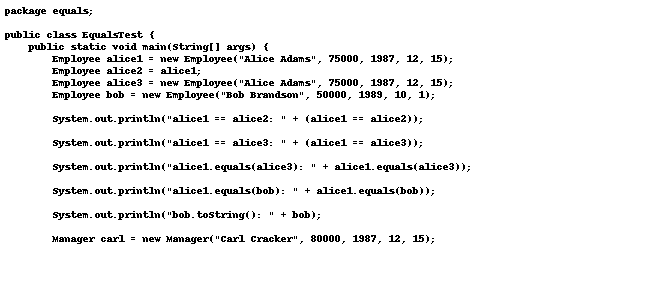 package equals;
public class EqualsTest {
public static void main(String[] args) {
Employee alice1 = new Employee("Alice Adams", 75000, 1987, 12, 15);
Employee alice2 = alice1;
Employee alice3 = new Employee("Alice Adams", 75000, 1987, 12, 15);
Employee bob = new Employee("Bob Brandson", 50000, 1989, 10, 1);
System.out.println("alice1 == alice2: " + (alice1 == alice2));
System.out.println("alice1 == alice3: " + (alice1 == alice3));
System.out.println("alice1.equals(alice3): " + alice1.equals(alice3));
System.out.println("alice1.equals(bob): " + alice1.equals(bob));
System.out.println("bob.toString(): " + bob);
Manager carl = new Manager("Carl Cracker", 80000, 1987, 12, 15);